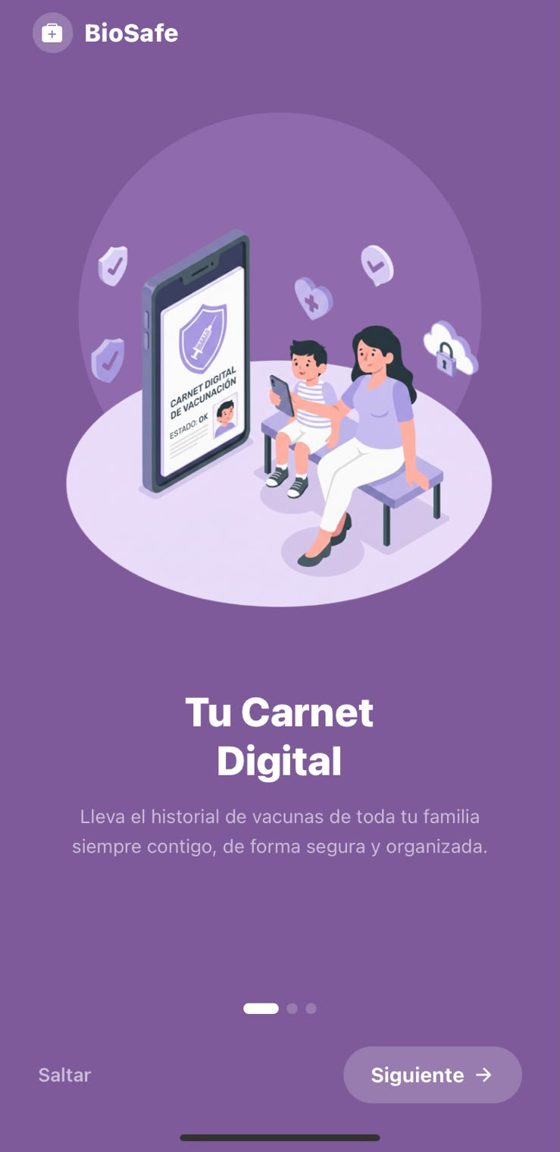 BioSafe
CARNET DIGITAL
DE VACUNACIÓN
ESTADO: OK
Tu Carnet
Digital
Lleva el historial de vacunas de toda tu familia
siempre contigo, de forma segura y organizada.
Saltar
Siguiente →